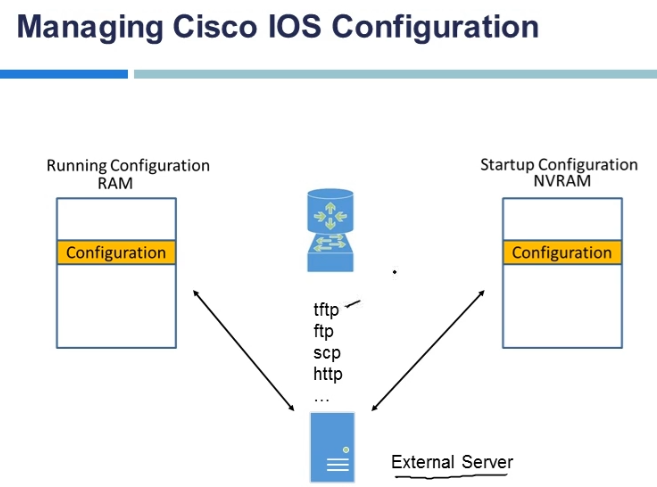 Managing Cisco IOS Configuration
Running Configuration
RAM
Startup Configuration
NVRAM
Configuration
Configuration
tftp
ftp
scp
http
...
External Server